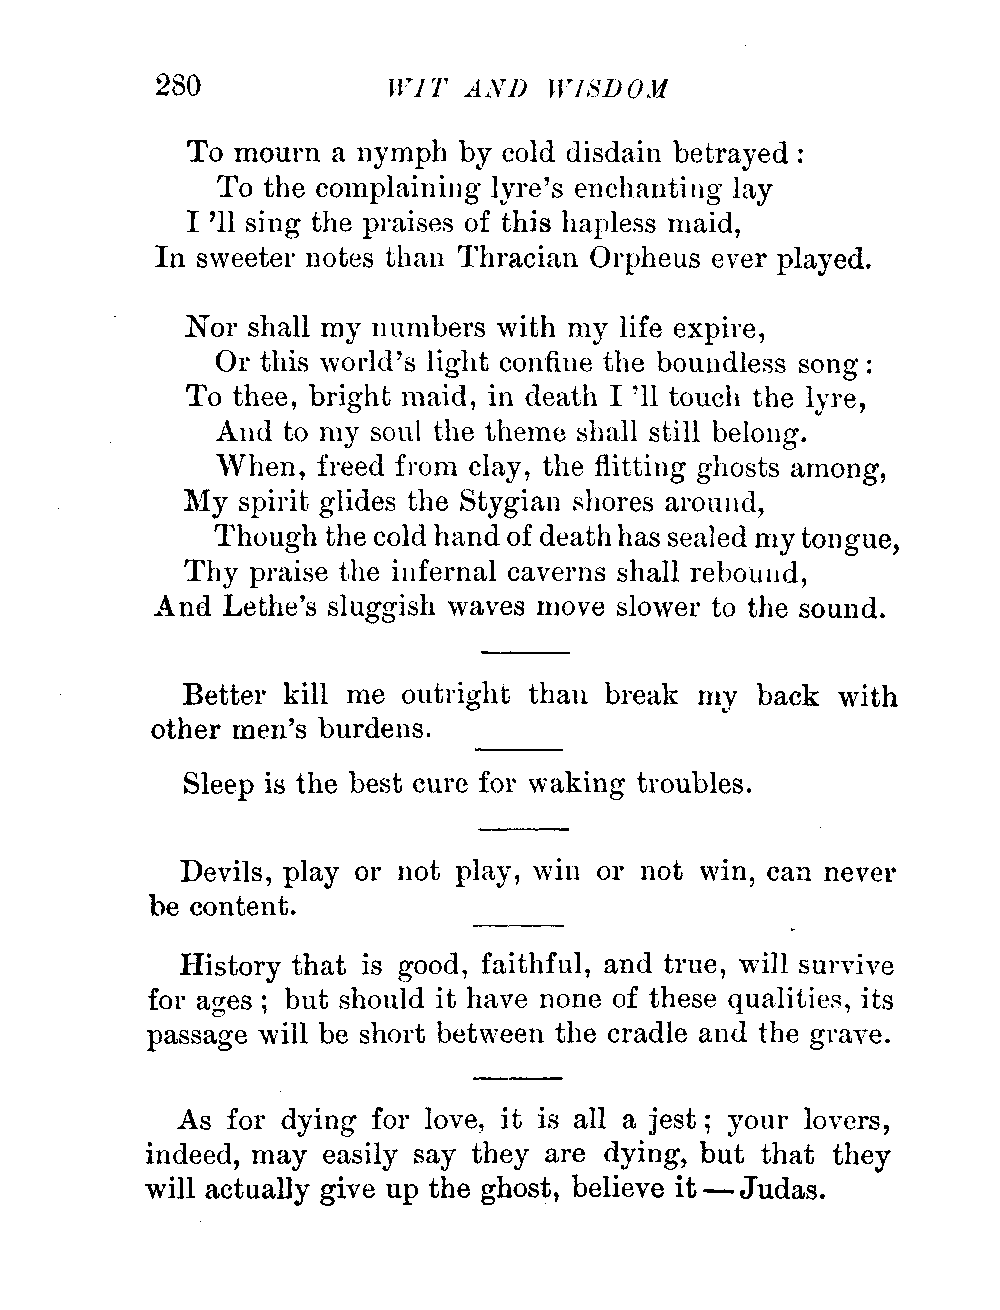 280 WIT AND WISDOM
To mourn a nymph by cold disdain betrayed :
To the complaining lyre's enchanting lay
I 'll sing the praises of this hapless maid,
In sweeter notes than Thracian Orpheus ever played.
Nor shall my numbers with my life expire,
Or this world's light confine the boundless song :
To thee, bright maid, in death I 'll touch the lyre,
And to my soul the theme shall still belong.
When, freed from clay, the flitting ghosts among,
My spirit glides the Stygian shores around,
Though the cold hand of death has sealed my tongue,
Thy praise the infernal caverns shall rebound,
And Lethe's sluggish waves move slower to the sound.
Better kill me outright than break my back with
other men's burdens.
Sleep is the best cure for waking troubles.
Devils, play or not play, win or not win, can never
be content.
History that is good, faithful, and true, will survive
for ages ; but should it have none of these qualities, its
passage will be short between the cradle and the grave.
As for dying for love, it is all a jest ; your lovers,
indeed, may easily say they are dying, but that they
will actually give up the ghost, believe it — Judas.